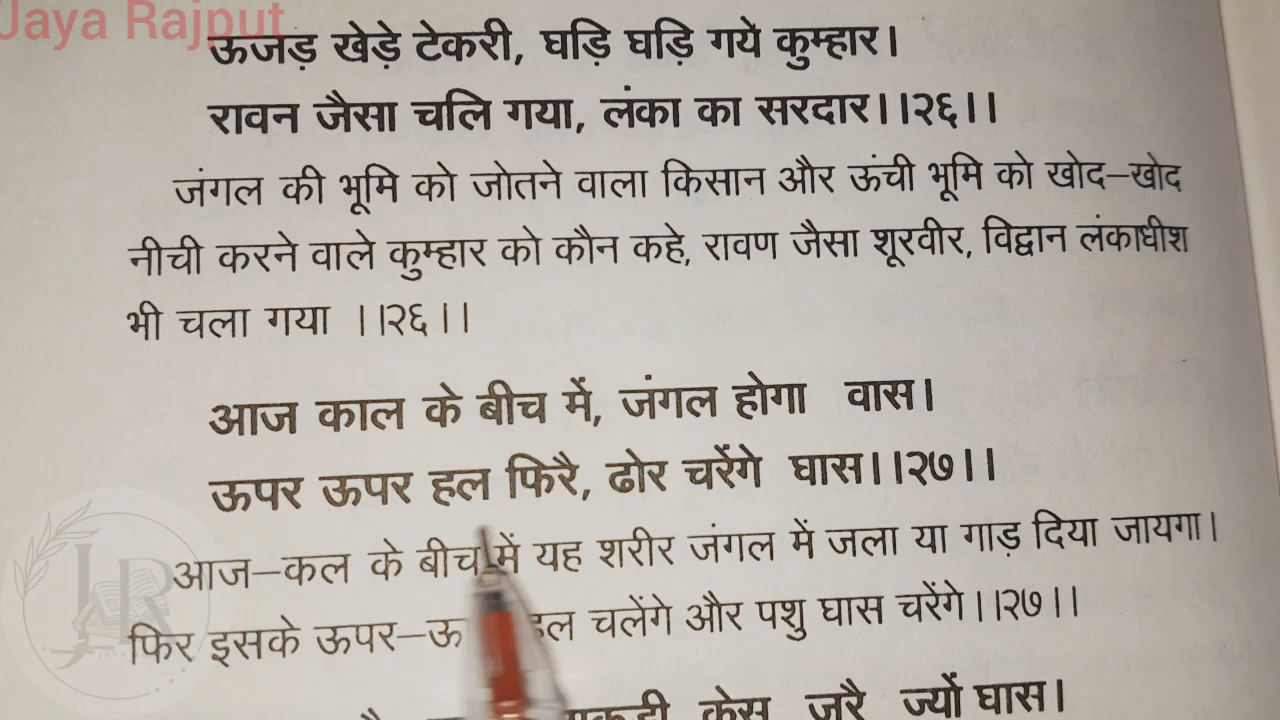 Jaya Rajput
ऊजड़ खेड़े टेकरी, घड़ि घड़ि गये कुम्हार।
रावन जैसा चलि गया, लंका का सरदार।।२६।।
जंगल की भूमि को जोतने वाला किसान और ऊंची भूमि को खोद–खोद
नीची करने वाले कुम्हार को कौन कहे, रावण जैसा शूरवीर, विद्वान लंकाधीश
भी चला गया ।।२६।।
आज काल के बीच में, जंगल होगा वास।
ऊपर ऊपर हल फिरै, ढोर चरेंगे घास।।२७।।
आज–कल के बीच में यह शरीर जंगल में जला या गाड़ दिया जायगा।
फिर इसके ऊपर–ऊ हल चलेंगे और पशु घास चरेंगे।।२७।।
केस जरै ज्यों घास।
JR